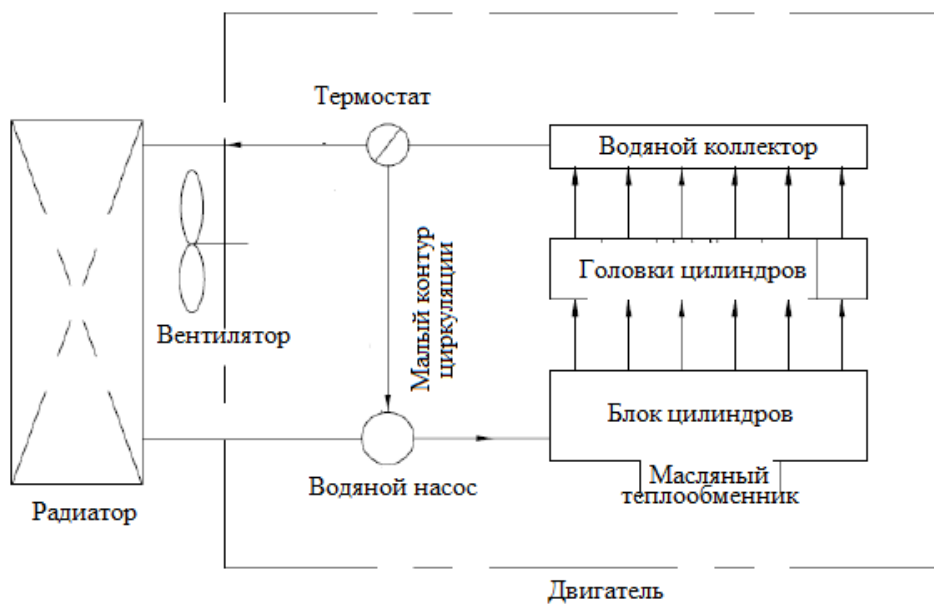 Термостат
Водяной коллектор
Головки цилиндров
Малый контур
циркуляции
Вентилятор
Блок цилиндров
Масляный
теплообменник
Водяной насос
Радиатор
Двигатель